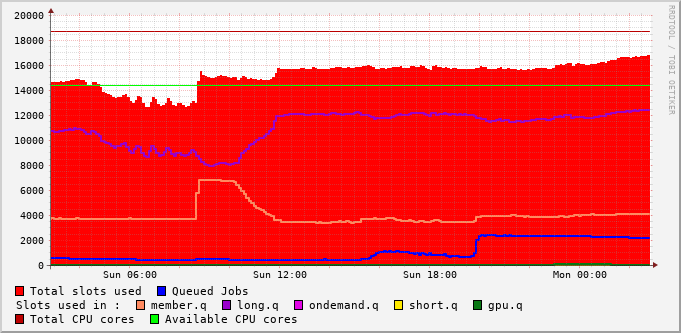 20000
18000
16000
14000
12000
10000
8000
6000
4000
2000
0
RRDTOOL / TOBI OETIKER
Sun 06:00 Sun 12:00 Sun 18:00 Mon 00:00
Total slots used Queued Jobs
Slots used in : member.q long.q ondemand.q short.q gpu.q
Total CPU cores Available CPU cores